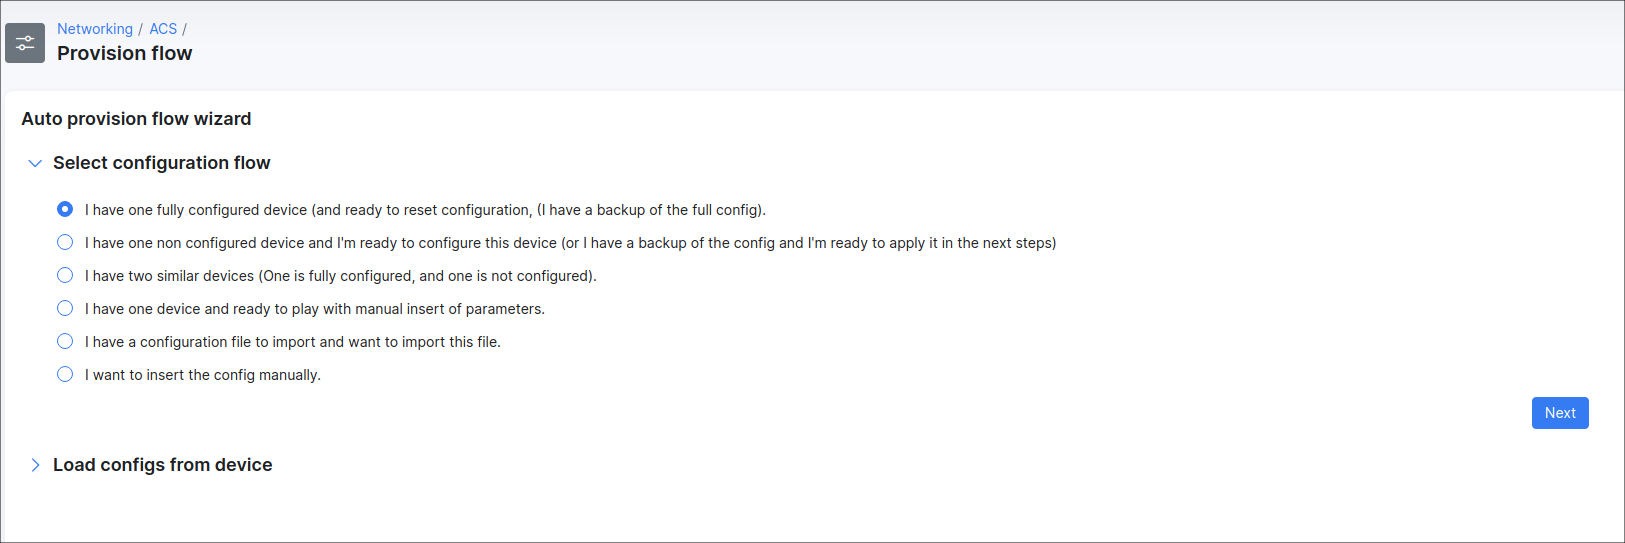 Networking / ACS /
Provision flow
Auto provision flow wizard
Select configuration flow
I have one fully configured device (and ready to reset configuration, (I have a backup of the full config).
I have one non configured device and I'm ready to configure this device (or I have a backup of the config and I'm ready to apply it in the next steps)
I have two similar devices (One is fully configured, and one is not configured).
I have one device and ready to play with manual insert of parameters.
I have a configuration file to import and want to import this file.
I want to insert the config manually.
Next
Load configs from device